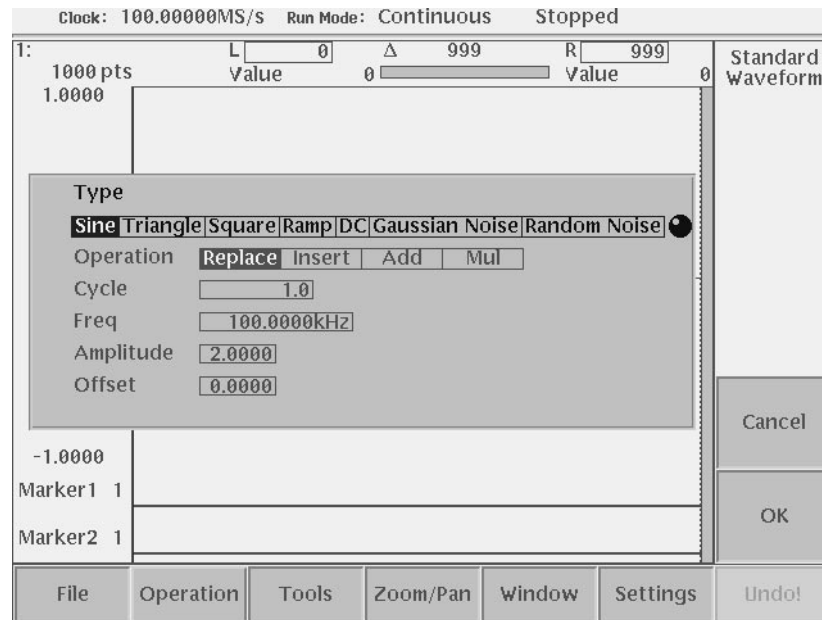 Clock: 100.00000MS/s Run Mode: Continuous Stopped
1: L 0 Δ 999 R 999
1000 pts Value 0 Value 0
Standard
Waveform
1.0000
Type
Sine Triangle Square Ramp DC Gaussian Noise Random Noise
Operation Replace Insert Add Mul
Cycle 1.0
Freq 100.0000kHz
Amplitude 2.0000
Offset 0.0000
Cancel
-1.0000
Marker1 1
OK
Marker2 1
File Operation Tools Zoom/Pan Window Settings Undo!